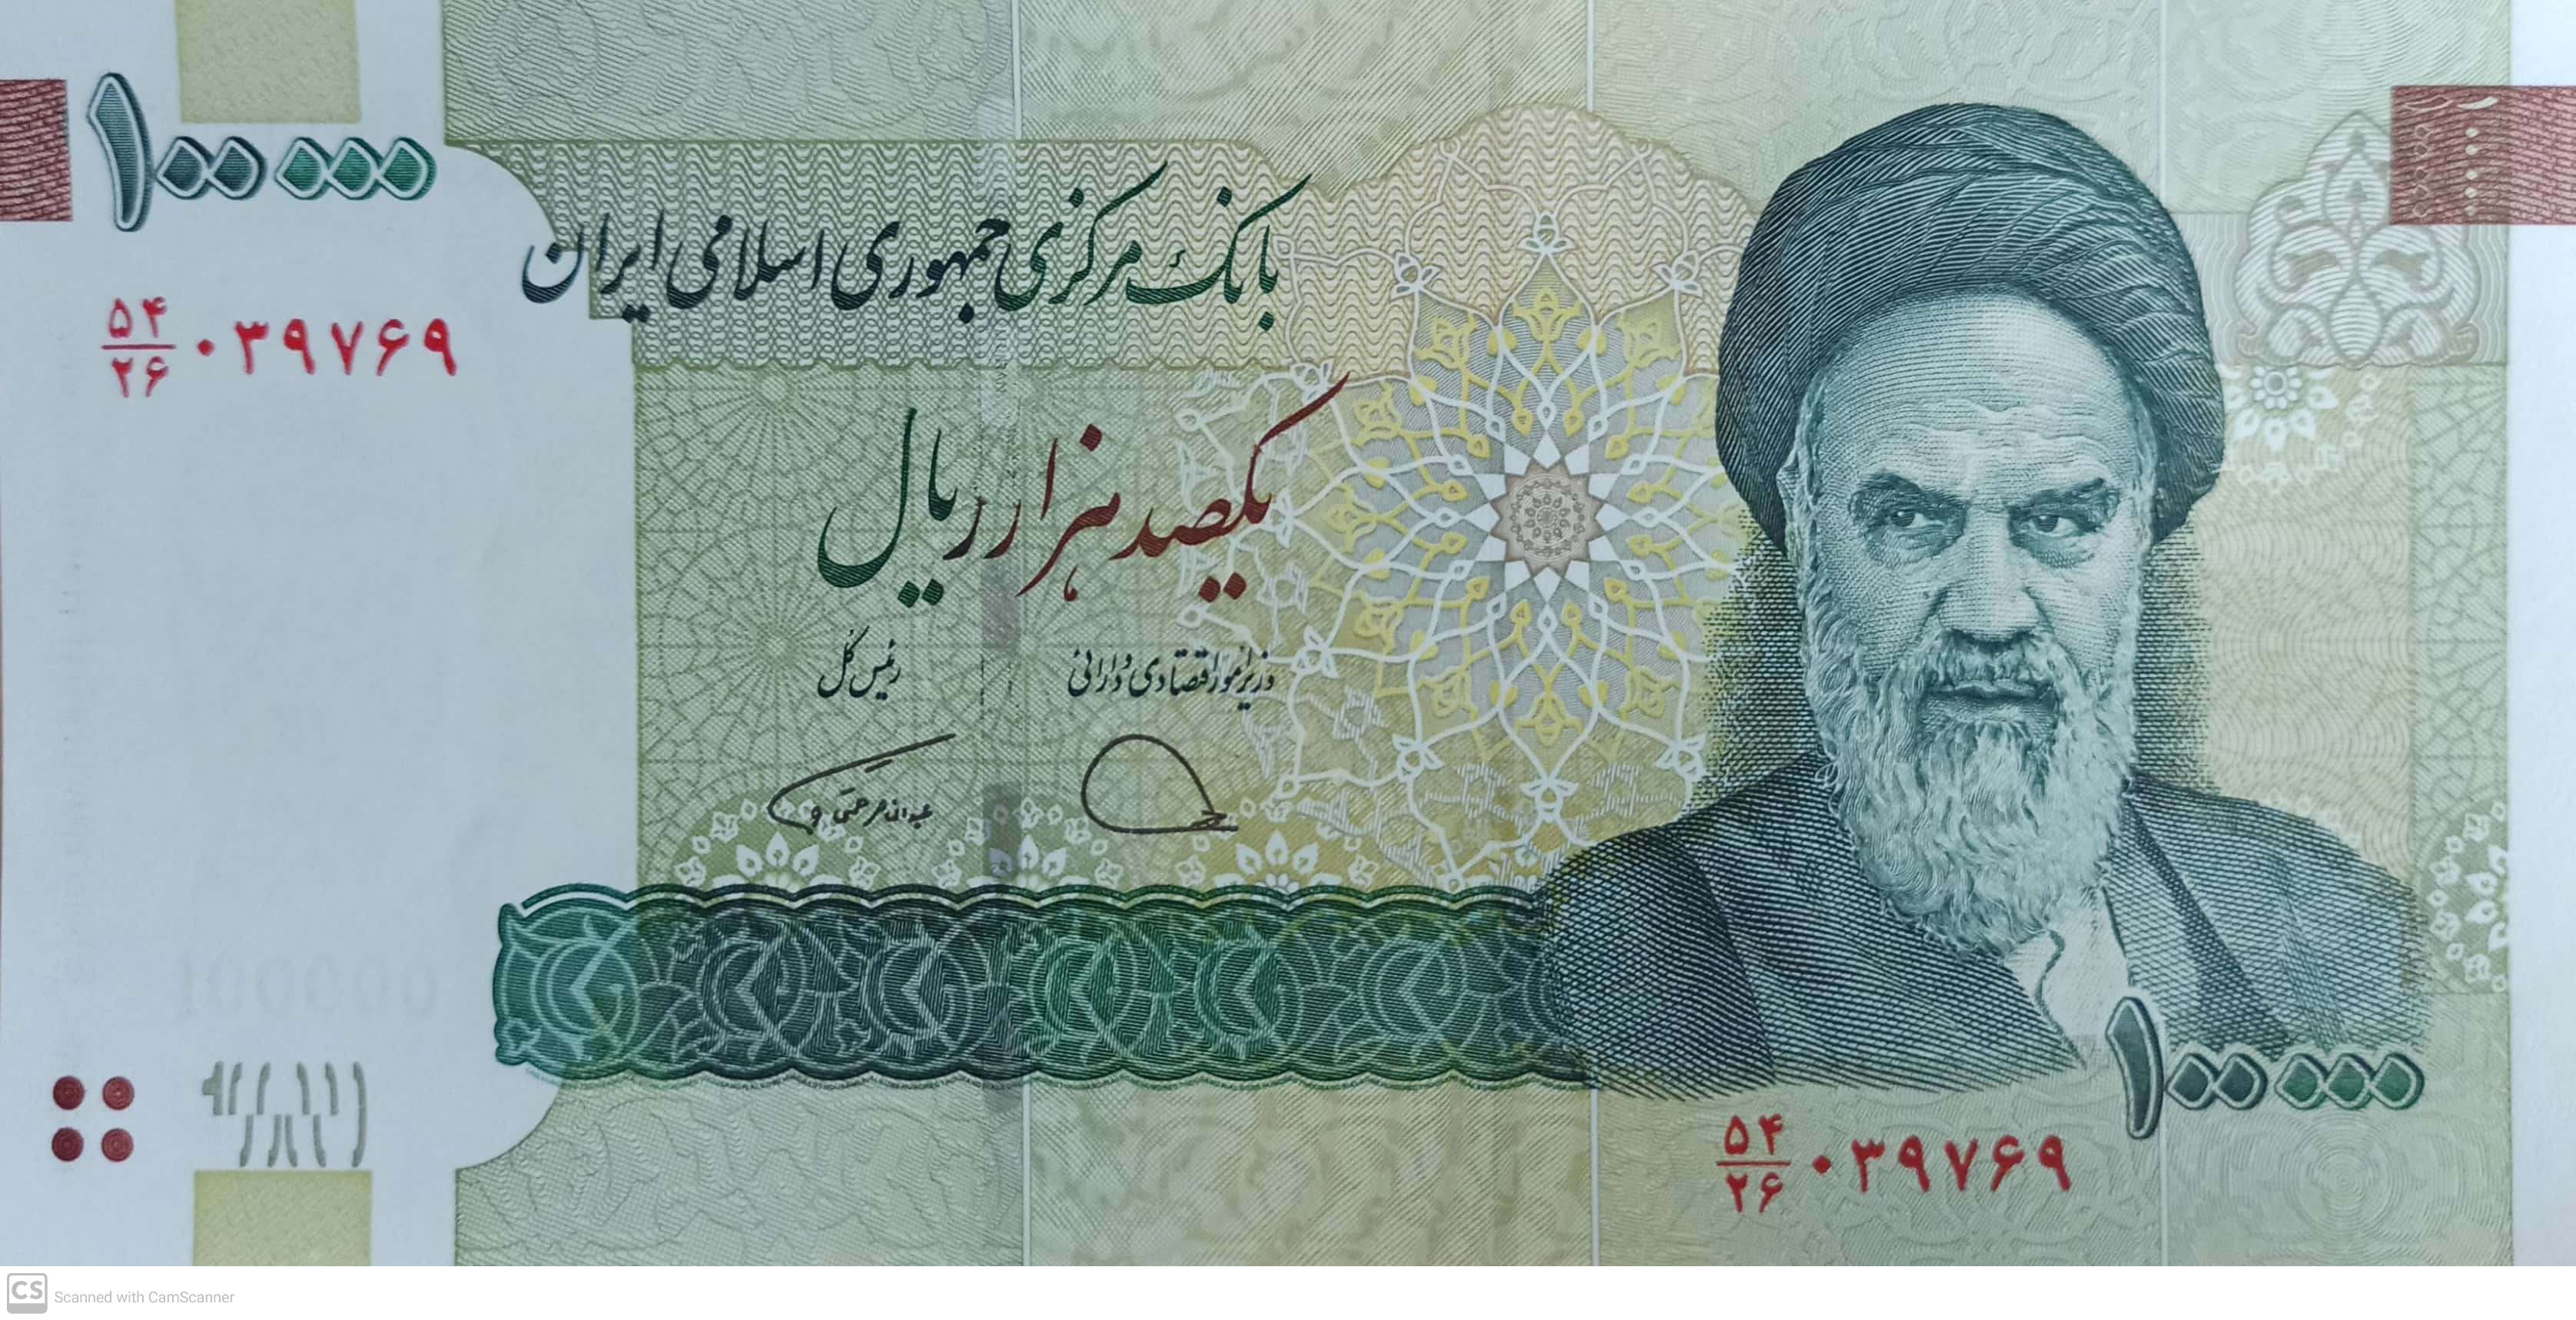 ۱۰۰۰۰۰
بانک مرکزی جمهوری اسلامی ایران
۵۴/۲۶ ۰۳۹۷۶۹
یکصد هزار ریال
وزیر امور اقتصادی و دارائی
رئیس کل
۱۰۰۰۰۰
۵۴/۲۶ ۰۳۹۷۶۹
CS Scanned with CamScanner